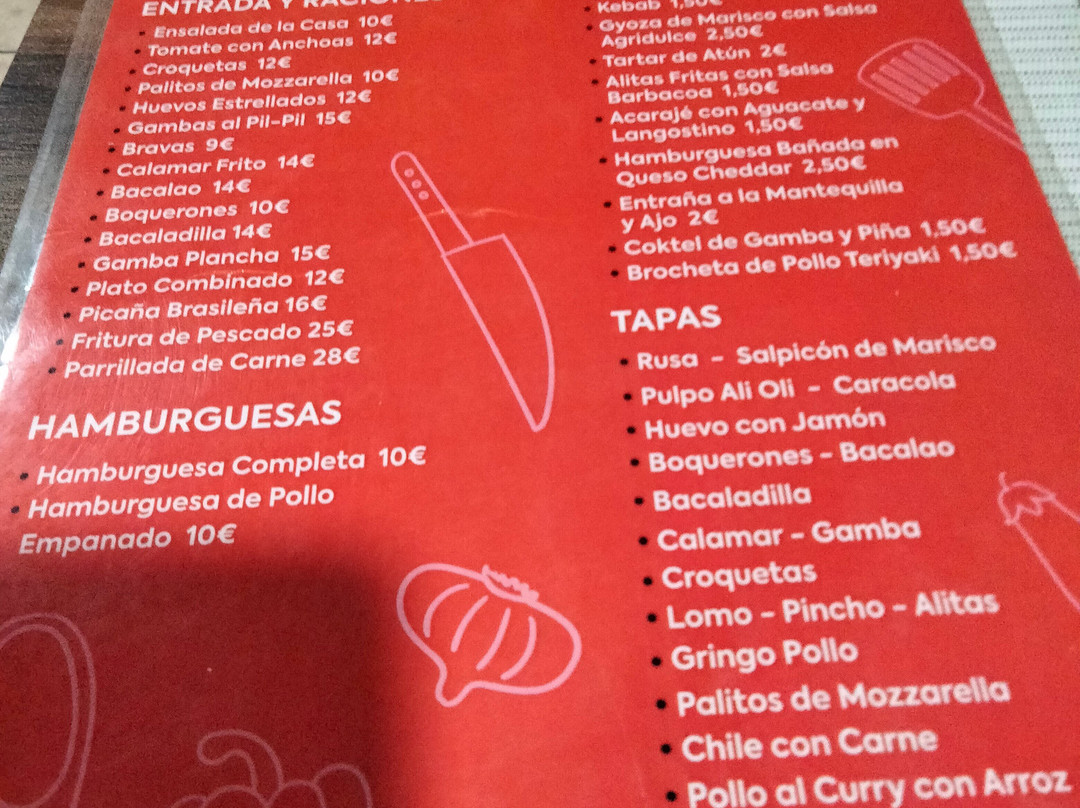 ENTRADA Y RACIONES
• Ensalada de la Casa 10€
• Tomate con Anchoas 12€
• Croquetas 12€
• Palitos de Mozzarella 10€
• Huevos Estrellados 12€
• Gambas al Pil-Pil 15€
• Bravas 9€
• Calamar Frito 14€
• Bacalao 14€
• Boquerones 10€
• Bacaladilla 14€
• Gamba Plancha 15€
• Plato Combinado 12€
• Picaña Brasileña 16€
• Fritura de Pescado 25€
• Parrillada de Carne 28€
HAMBURGUESAS
• Hamburguesa Completa 10€
• Hamburguesa de Pollo
Empanado 10€
• Kebab 1,50€
• Gyoza de Marisco con Salsa
Agridulce 2,50€
• Tartar de Atún 2€
• Alitas Fritas con Salsa
Barbacoa 1,50€
• Acarajé con Aguacate y
Langostino 1,50€
• Hamburguesa Bañada en
Queso Cheddar 2,50€
• Entraña a la Mantequilla
y Ajo 2€
• Coktel de Gamba y Piña 1,50€
• Brocheta de Pollo Teriyaki 1,50€
TAPAS
• Rusa - Salpicón de Marisco
• Pulpo Ali Oli - Caracola
• Huevo con Jamón
• Boquerones - Bacalao
• Bacaladilla
• Calamar - Gamba
• Croquetas
• Lomo - Pincho - Alitas
• Gringo Pollo
• Palitos de Mozzarella
• Chile con Carne
• Pollo al Curry con Arroz